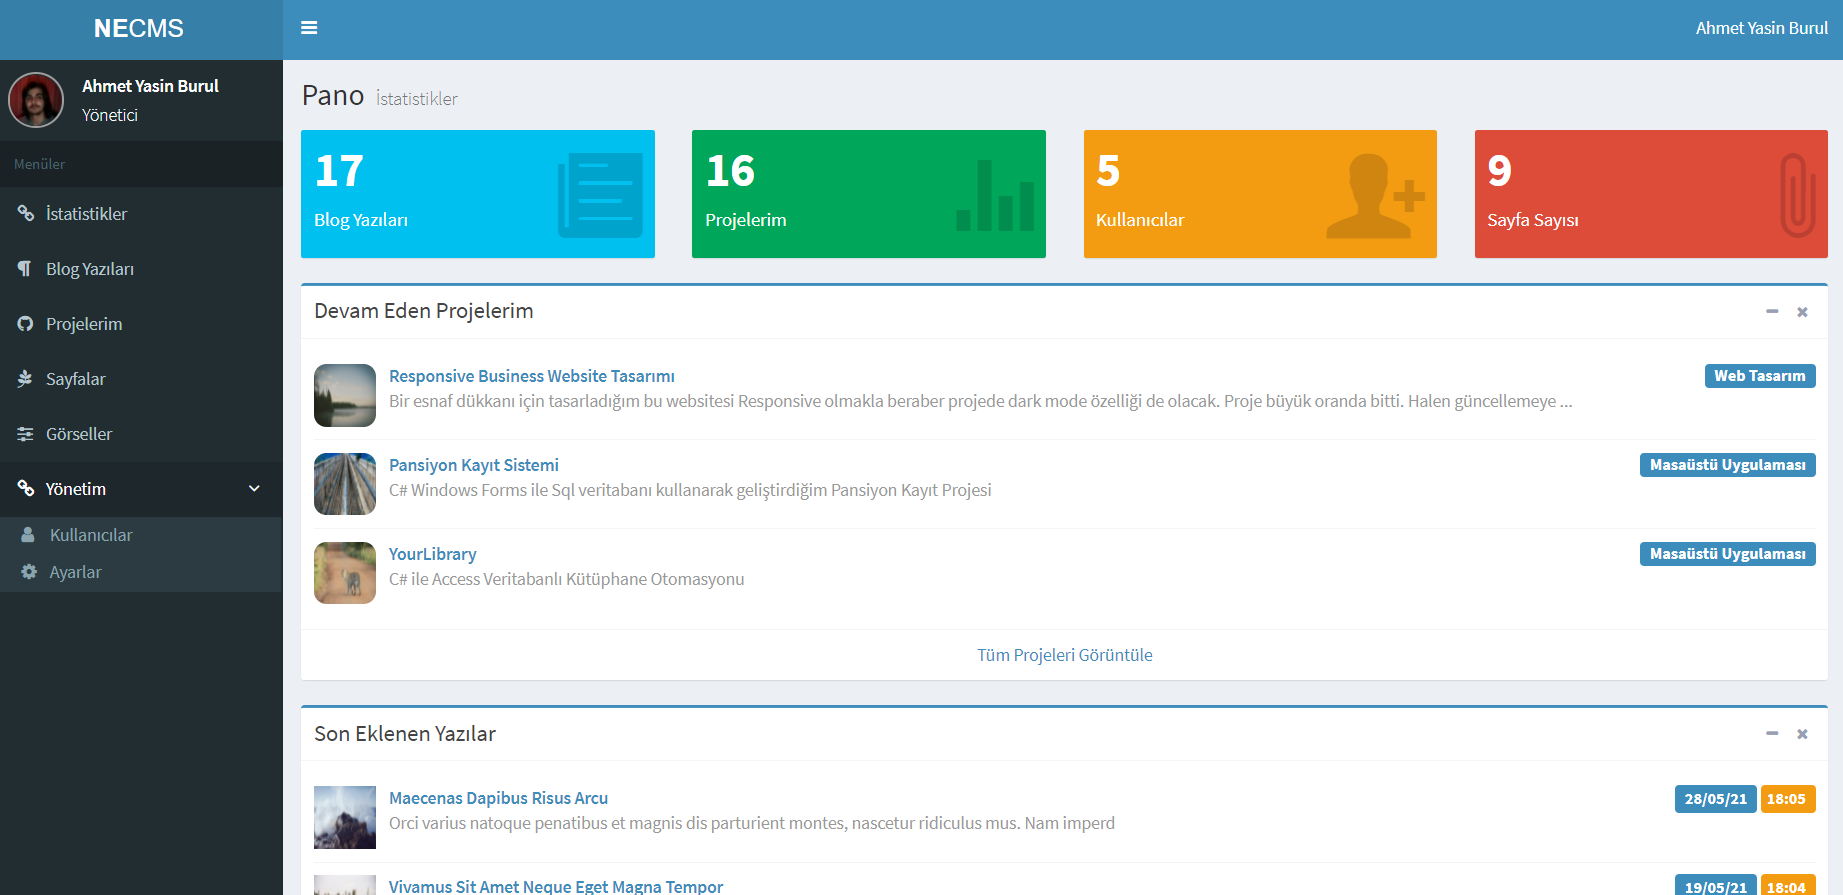 NECMS
Ahmet Yasin Burul
Ahmet Yasin Burul
Yönetici
Menüler
İstatistikler
Blog Yazıları
Projelerim
Sayfalar
Görseller
Yönetim
Kullanıcılar
Ayarlar
Pano İstatistikler
17
Blog Yazıları
16
Projelerim
5
Kullanıcılar
9
Sayfa Sayısı
Devam Eden Projelerim
Responsive Business Website Tasarımı
Web Tasarım
Bir esnaf dükkanı için tasarladığım bu websitesi Responsive olmakla beraber projede dark mode özelliği de olacak. Proje büyük oranda bitti. Halen güncellemeye ...
Pansiyon Kayıt Sistemi
Masaüstü Uygulaması
C# Windows Forms ile Sql veritabanı kullanarak geliştirdiğim Pansiyon Kayıt Projesi
YourLibrary
Masaüstü Uygulaması
C# ile Access Veritabanlı Kütüphane Otomasyonu
Tüm Projeleri Görüntüle
Son Eklenen Yazılar
Maecenas Dapibus Risus Arcu
28/05/21 18:05
Orci varius natoque penatibus et magnis dis parturient montes, nascetur ridiculus mus. Nam imperd
Vivamus Sit Amet Neque Eget Magna Tempor
19/05/21 18:04